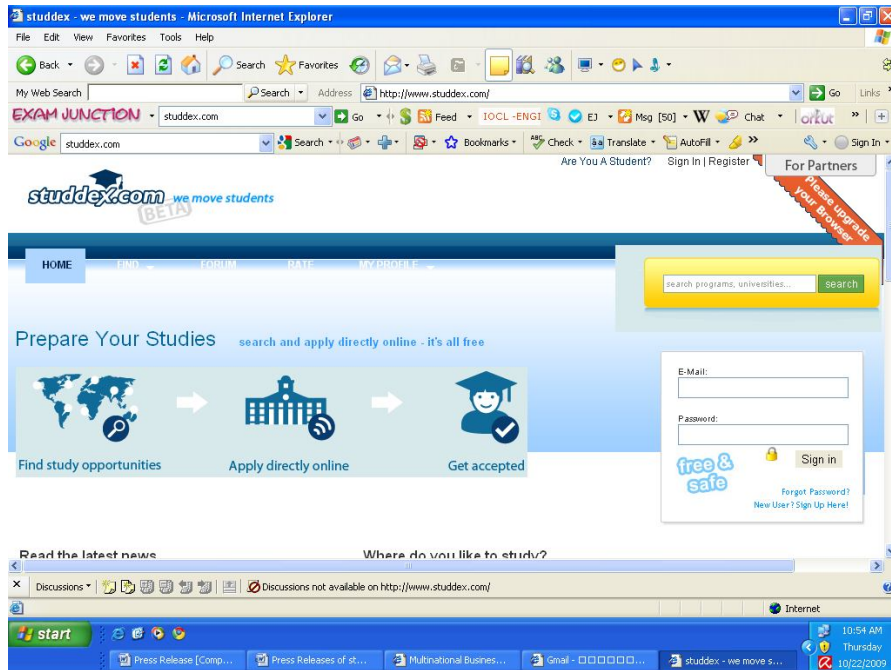 studdex - we move students - Microsoft Internet Explorer
File Edit View Favorites Tools Help
Back Search Favorites
My Web Search Search Address http://www.studdex.com/ Go Links
EXAM JUNCTION studdex.com Go Feed IOCL -ENGI EJ Msg [50] W Chat orkut
Google studdex.com Search Bookmarks Check Translate AutoFill Sign In
Are You A Student? Sign In | Register For Partners
studdex.com we move students
BETA
Please upgrade
your Browser
HOME FIND FORUM RATE MY PROFILE
search programs, universities... search
Prepare Your Studies search and apply directly online - it's all free
E-Mail:
Password:
Find study opportunities Apply directly online Get accepted
free & safe
Sign in
Forgot Password?
New User? Sign Up Here!
Read the latest news Where do you like to study?
Discussions Discussions not available on http://www.studdex.com/
Internet
start 10:54 AM
Thursday
Press Release [Comp... Press Releases of st... Multinational Busines... Gmail - □□□□□□... studdex - we move s... 10/22/2009